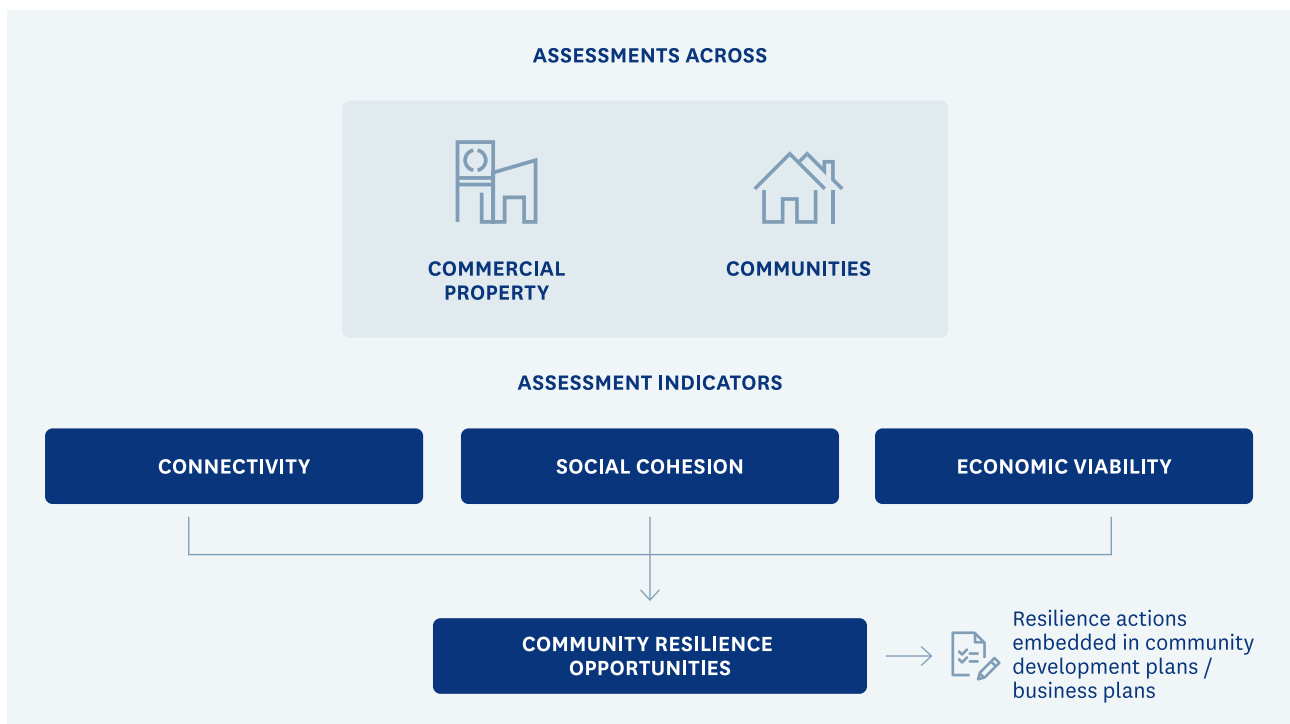 ASSESSMENTS ACROSS
COMMERCIAL
PROPERTY
COMMUNITIES
ASSESSMENT INDICATORS
CONNECTIVITY
SOCIAL COHESION
ECONOMIC VIABILITY
COMMUNITY RESILIENCE
OPPORTUNITIES
Resilience actions
embedded in community
development plans /
business plans